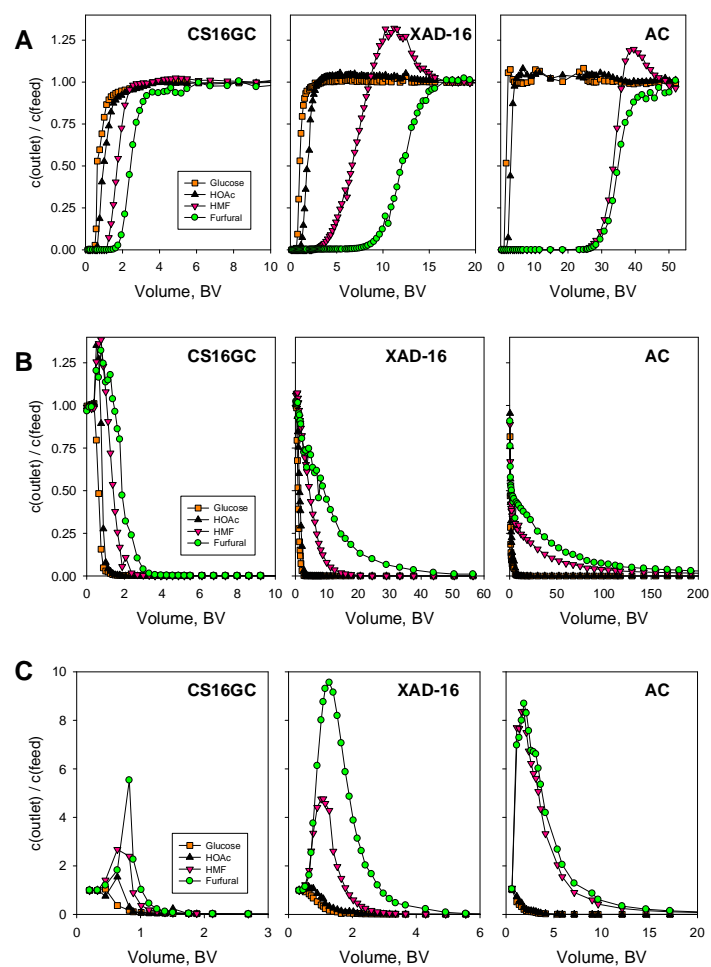 A
CS16GC
XAD-16
AC
c(outlet) / c(feed)
1.25
1.00
0.75
0.50
0.25
0.00
Glucose
HOAc
HMF
Furfural
0 2 4 6 8 10
0 5 10 15 20
0 10 20 30 40 50
Volume, BV
Volume, BV
Volume, BV
B
CS16GC
XAD-16
AC
c(outlet) / c(feed)
1.25
1.00
0.75
0.50
0.25
0.00
Glucose
HOAc
HMF
Furfural
0 2 4 6 8 10
0 10 20 30 40 50 60
0 50 100 150 200
Volume, BV
Volume, BV
Volume, BV
C
CS16GC
XAD-16
AC
c(outlet) / c(feed)
10
8
6
4
2
0
Glucose
HOAc
HMF
Furfural
0 1 2 3
0 2 4 6
0 5 10 15 20
Volume, BV
Volume, BV
Volume, BV